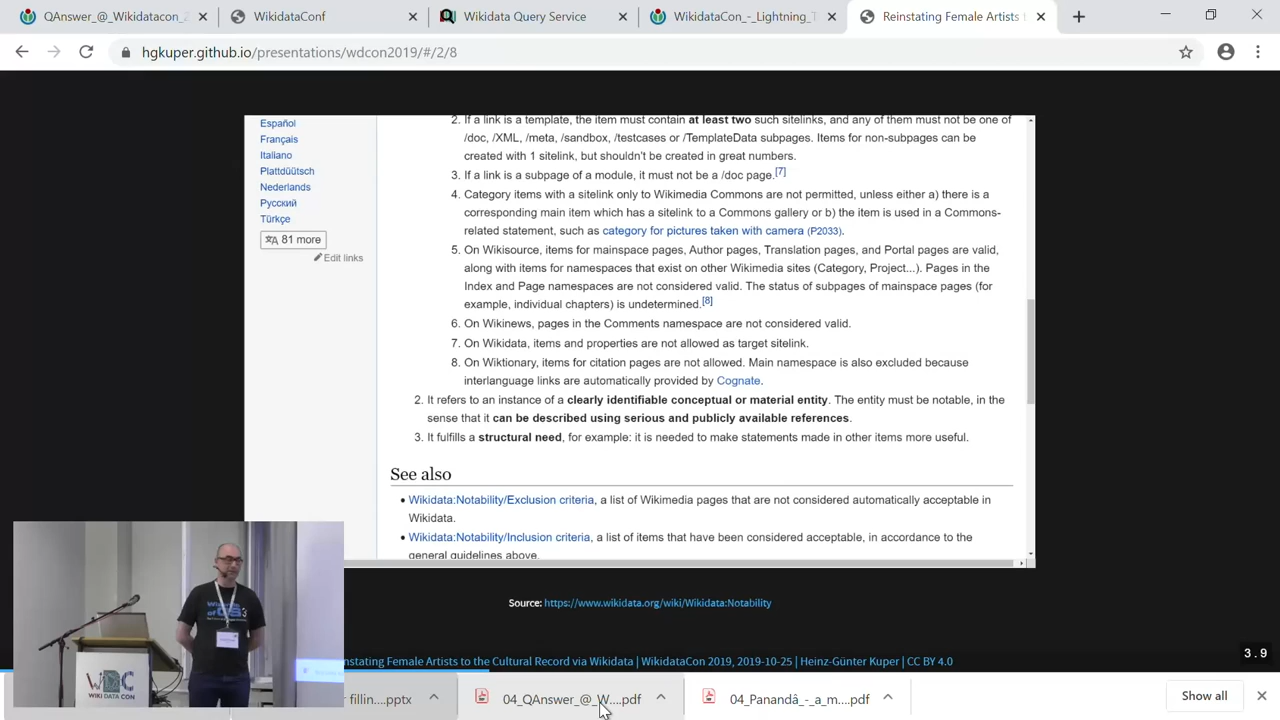 QAnswer_@_Wikidatacon_
WikidataConf
Wikidata Query Service
WikidataCon_-_Lightning_
Reinstating Female Artists
hgkuper.github.io/presentations/wdcon2019/#/2/8
Español
Français
Italiano
Plattdüütsch
Nederlands
Русский
Türkçe
81 more
Edit links
2. If a link is a template, the item must contain at least two such sitelinks, and any of them must not be one of
/doc, /XML, /meta, /sandbox, /testcases or /TemplateData subpages. Items for non-subpages can be
created with 1 sitelink, but shouldn't be created in great numbers.
3. If a link is a subpage of a module, it must not be a /doc page.[7]
4. Category items with a sitelink only to Wikimedia Commons are not permitted, unless either a) there is a
corresponding main item which has a sitelink to a Commons gallery or b) the item is used in a Commons-
related statement, such as category for pictures taken with camera (P2033).
5. On Wikisource, items for mainspace pages, Author pages, Translation pages, and Portal pages are valid,
along with items for namespaces that exist on other Wikimedia sites (Category, Project...). Pages in the
Index and Page namespaces are not considered valid. The status of subpages of mainspace pages (for
example, individual chapters) is undetermined.[8]
6. On Wikinews, pages in the Comments namespace are not considered valid.
7. On Wikidata, items and properties are not allowed as target sitelink.
8. On Wiktionary, items for citation pages are not allowed. Main namespace is also excluded because
interlanguage links are automatically provided by Cognate.
2. It refers to an instance of a clearly identifiable conceptual or material entity. The entity must be notable, in the
sense that it can be described using serious and publicly available references.
3. It fulfills a structural need, for example: it is needed to make statements made in other items more useful.
See also
• Wikidata:Notability/Exclusion criteria, a list of Wikimedia pages that are not considered automatically acceptable in
Wikidata.
• Wikidata:Notability/Inclusion criteria, a list of items that have been considered acceptable, in accordance to the
general guidelines above.
Source: https://www.wikidata.org/wiki/Wikidata:Notability
3.9
nstating Female Artists to the Cultural Record via Wikidata | WikidataCon 2019, 2019-10-25 | Heinz-Günter Kuper | CC BY 4.0
WIKI DATA CON
r fillin....pptx
04_QAnswer_@_W....pdf
04_Panandâ_-_a_m....pdf
Show all